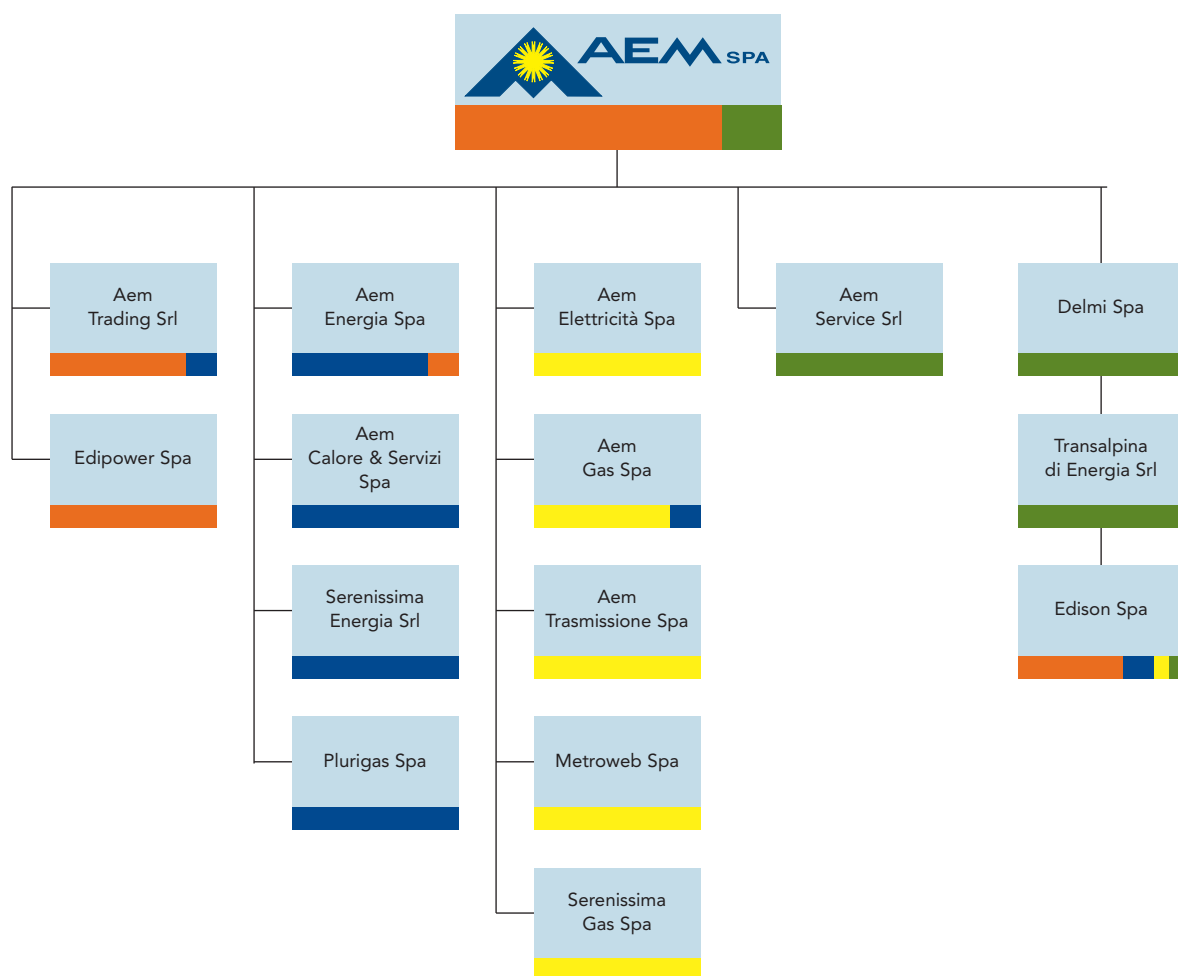 AEM SPA
Aem
Trading Srl
Edipower Spa
Aem
Energia Spa
Aem
Calore & Servizi
Spa
Serenissima
Energia Srl
Plurigas Spa
Aem
Elettricità Spa
Aem
Gas Spa
Aem
Trasmissione Spa
Metroweb Spa
Serenissima
Gas Spa
Aem
Service Srl
Delmi Spa
Transalpina
di Energia Srl
Edison Spa